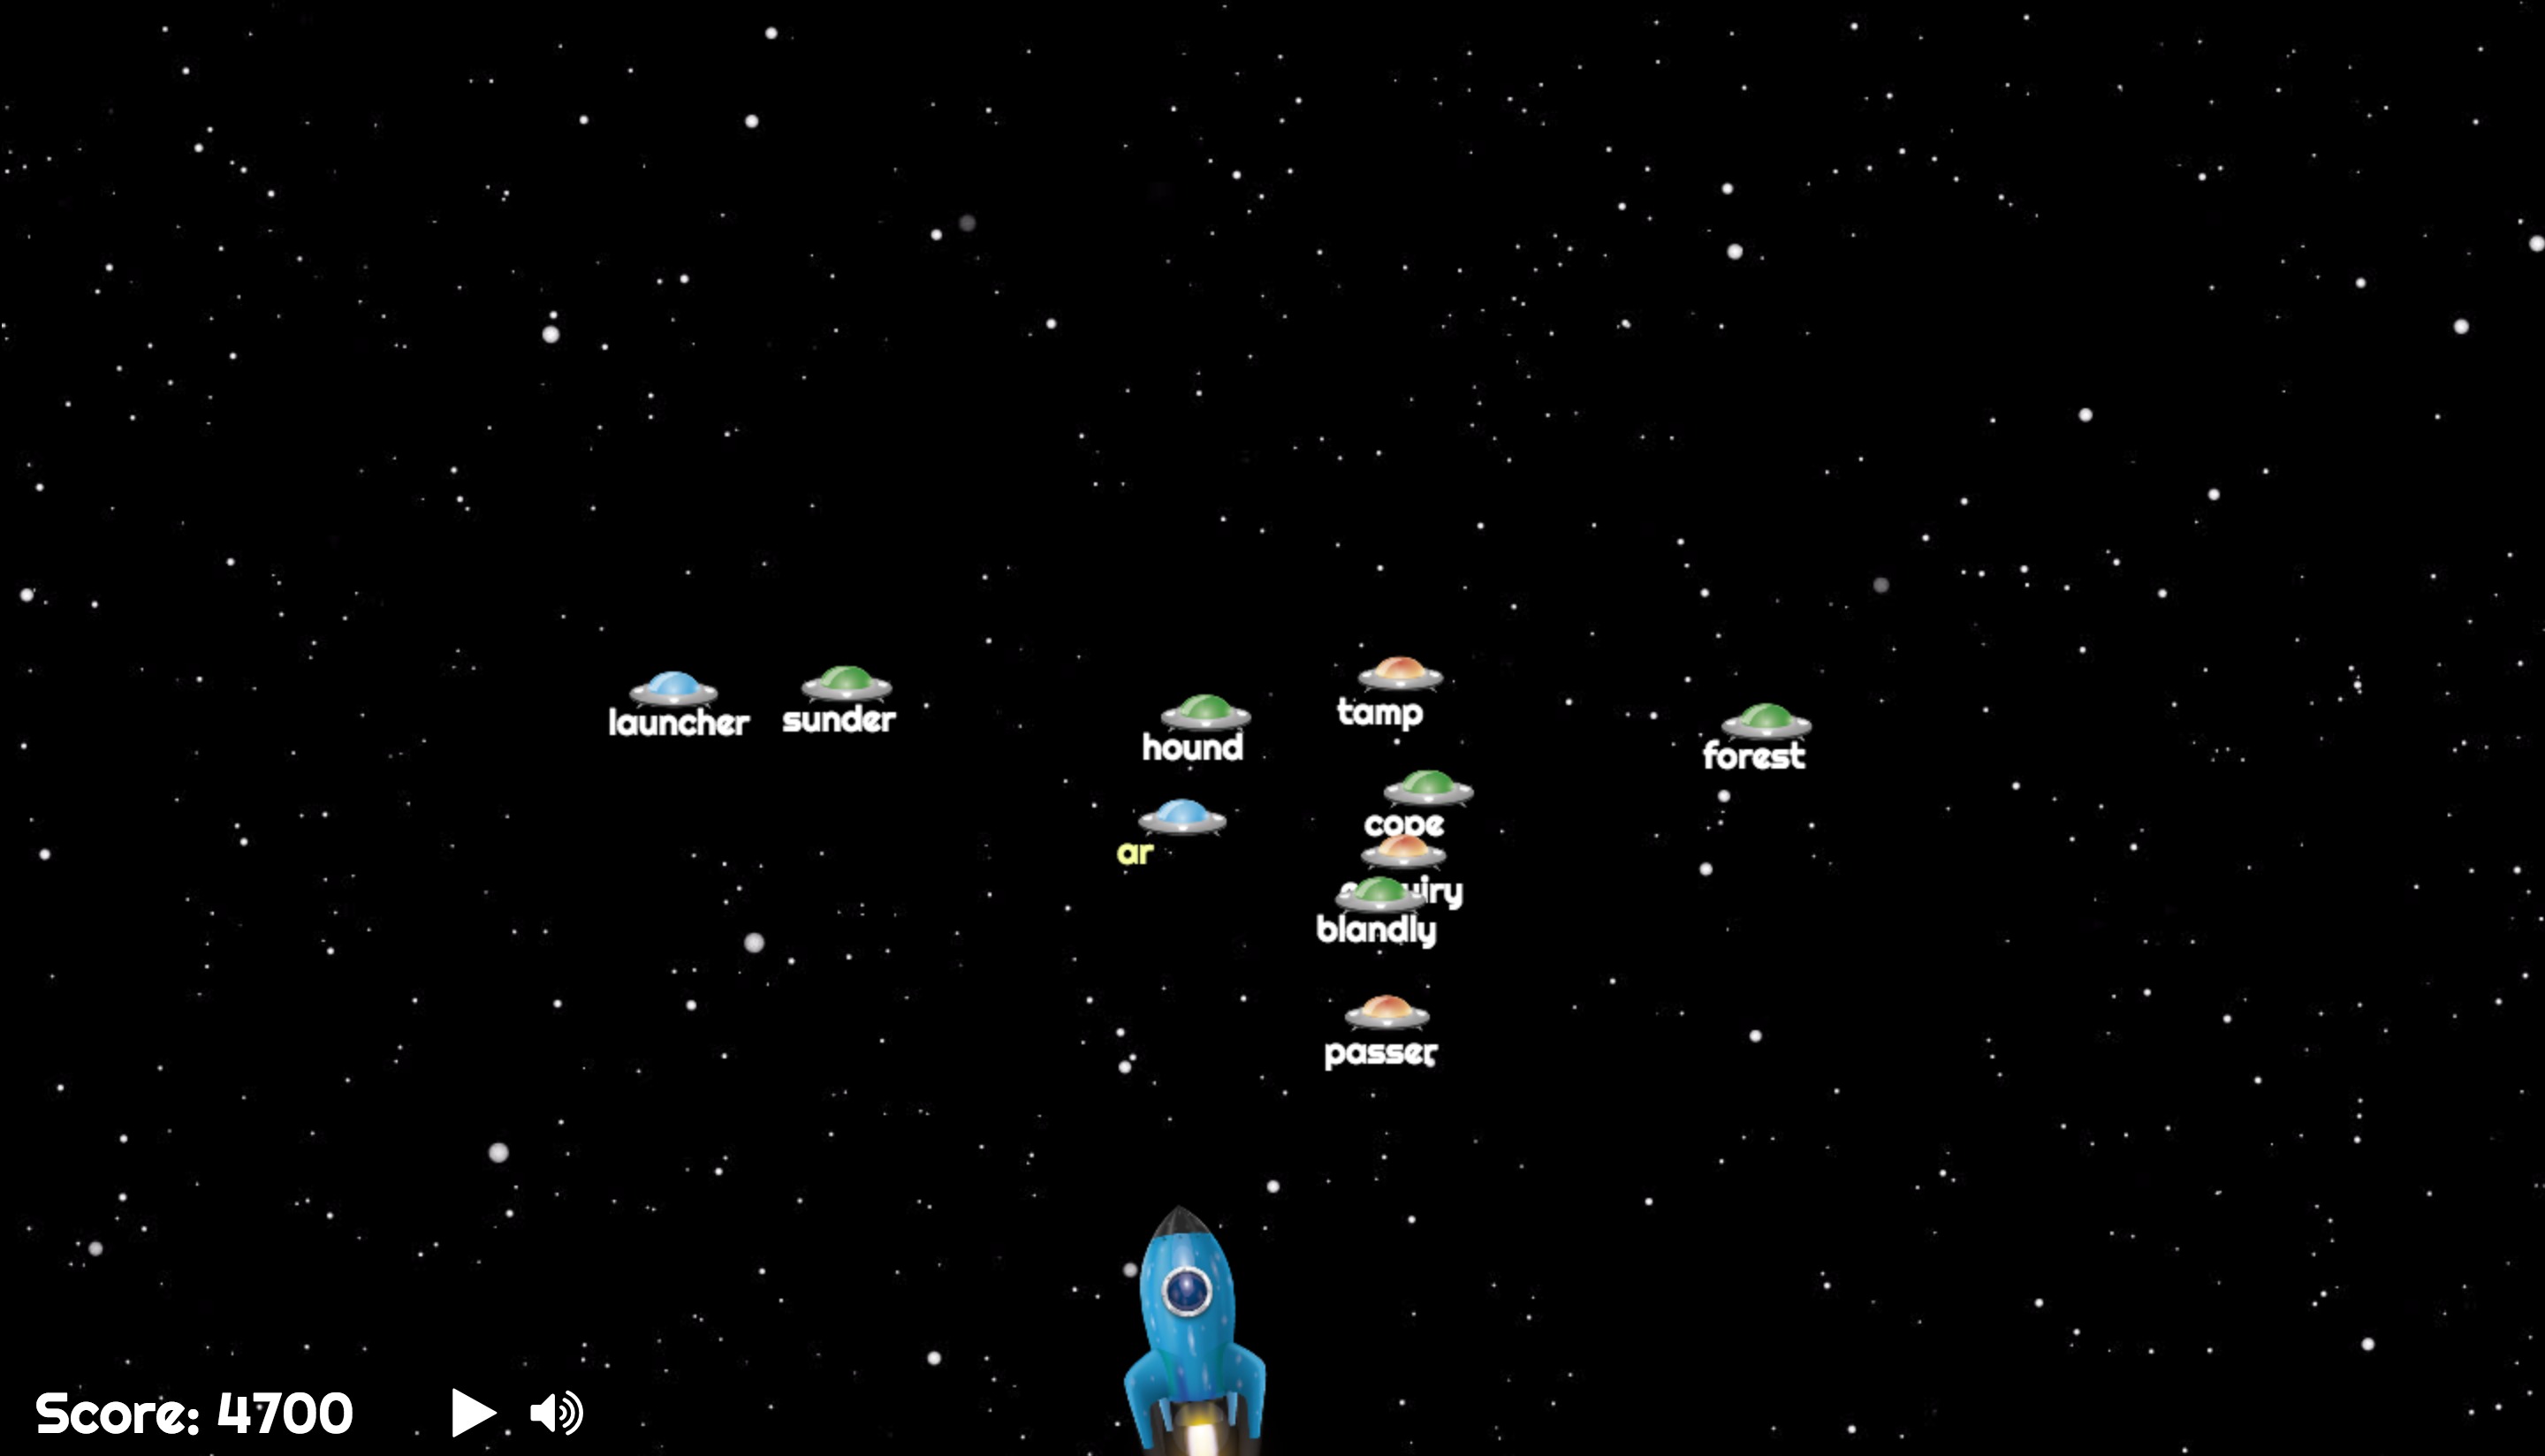 tamp
launcher
sunder
hound
forest
cope
ar
blandly
passer
Score: 4700